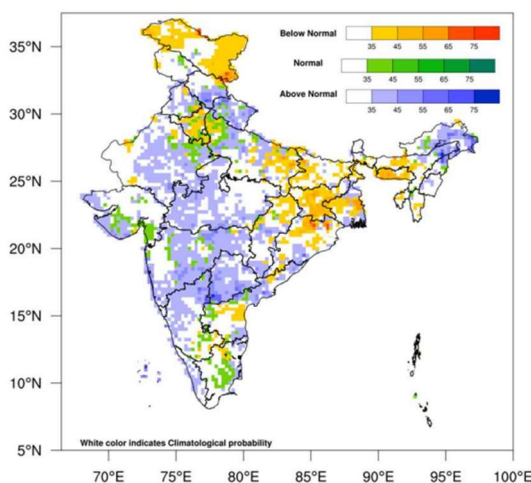 35°N
30°N
25°N
20°N
15°N
10°N
5°N
Below Normal
35 45 55 65 75
Normal
35 45 55 65 75
Above Normal
35 45 55 65 75
White color indicates Climatological probability
70°E 75°E 80°E 85°E 90°E 95°E 100°E